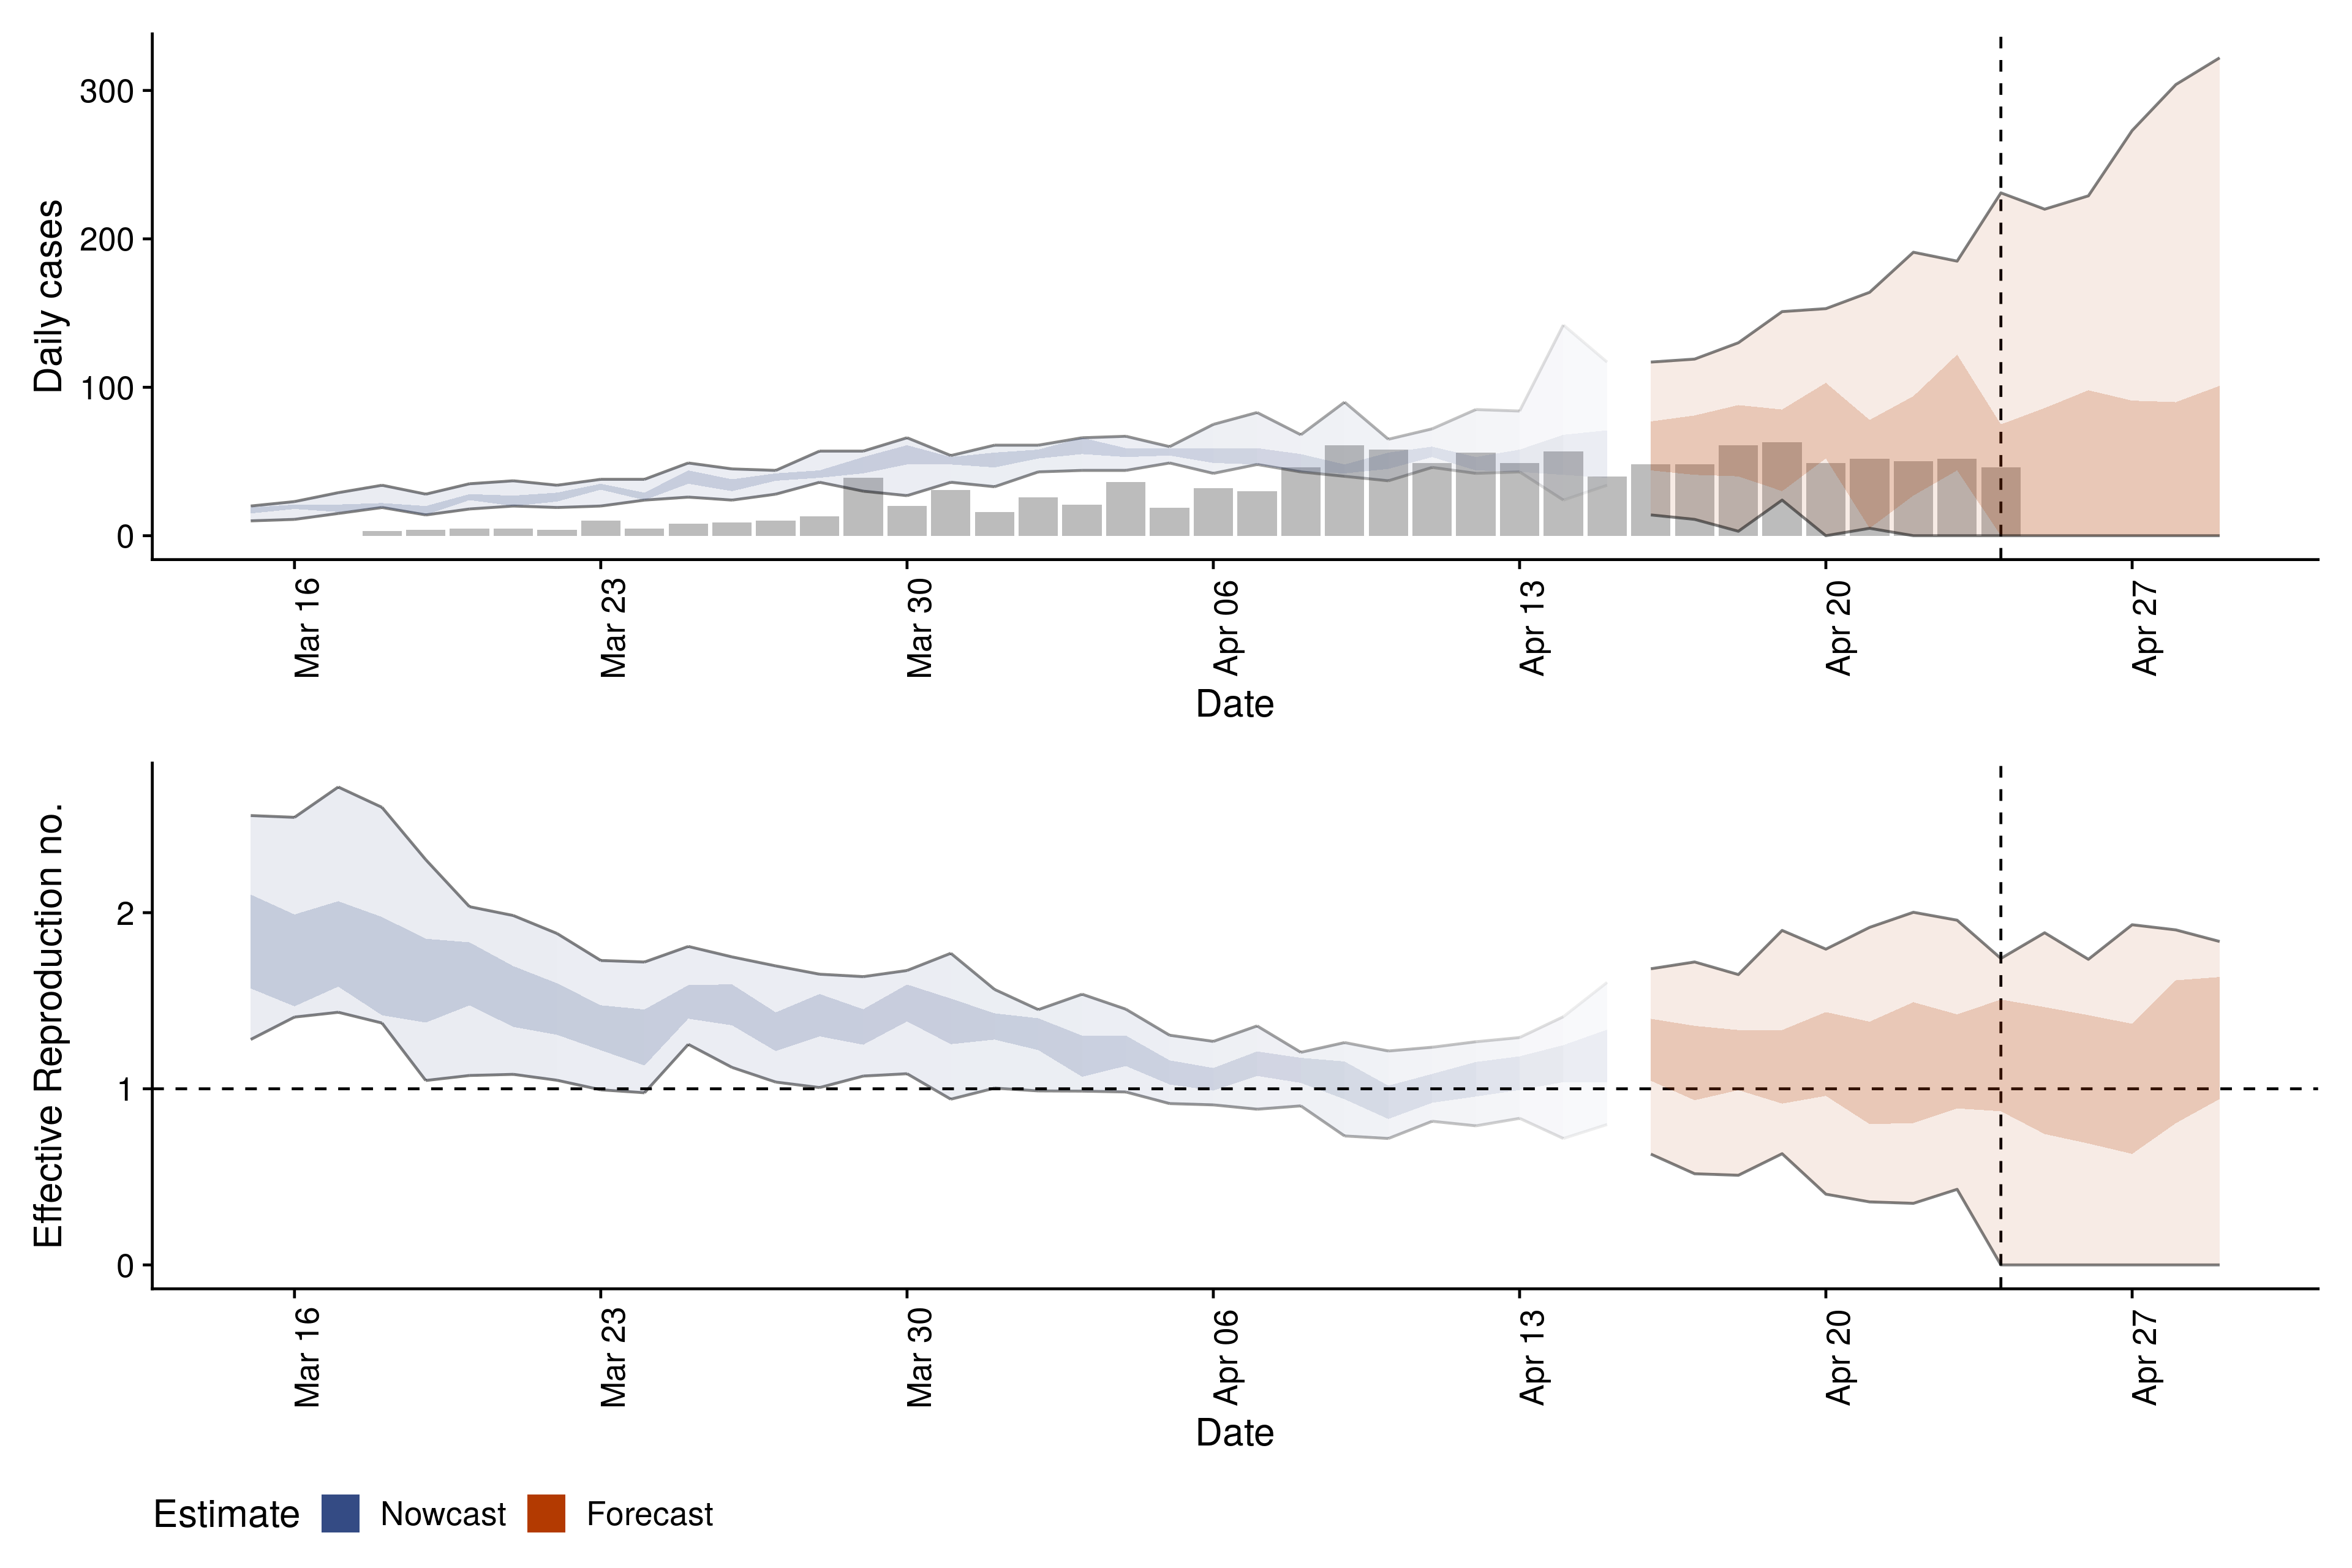 Daily cases
300
200
100
0
Mar 16
Mar 23
Mar 30
Apr 06
Apr 13
Apr 20
Apr 27
Date
Effective Reproduction no.
2
1
0
Mar 16
Mar 23
Mar 30
Apr 06
Apr 13
Apr 20
Apr 27
Date
Estimate Nowcast Forecast